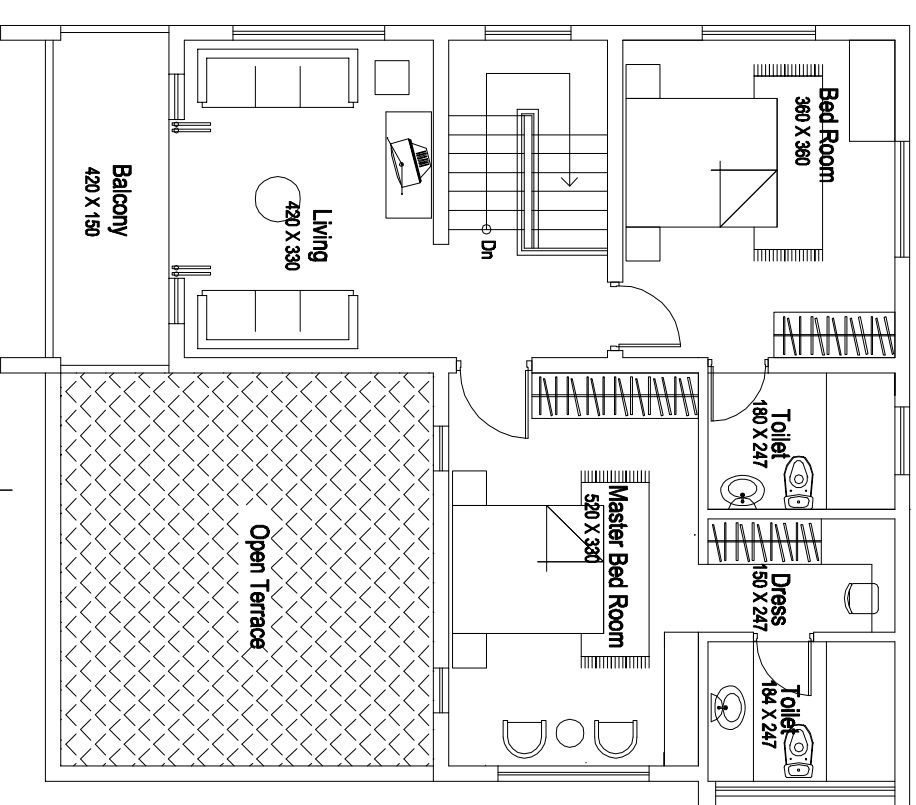 Bed Room
360 X 360
Dn
Living
420 X 330
Balcony
420 X 150
Toilet
180 X 247
Master Bed Room
520 X 330
Dress
150 X 247
Toilet
184 X 247
Open Terrace